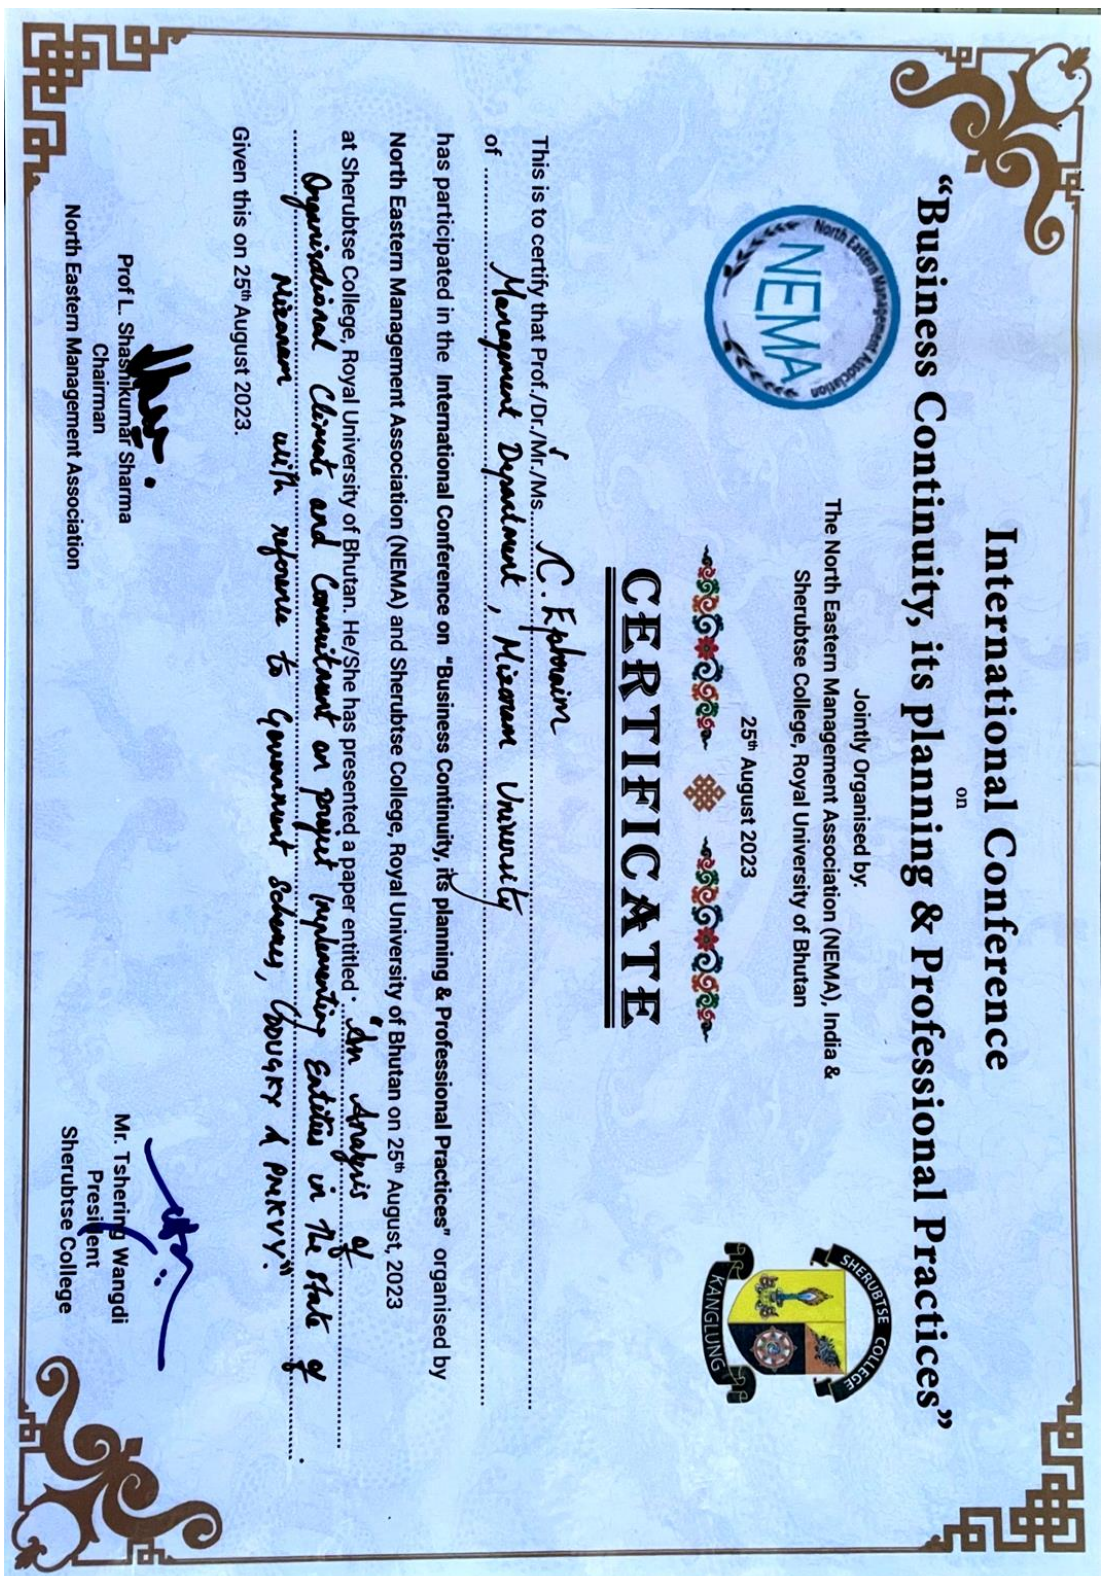 International Conference
on
“Business Continuity, its planning & Professional Practices”
Jointly Organised by:
The North Eastern Management Association (NEMA), India &
Sherubtse College, Royal University of Bhutan
25th August 2023
North Eastern Management Association
NEMA
SHERUBTSE COLLEGE
KANGLUNG
CERTIFICATE
This is to certify that Prof./Dr./Mr./Ms. C. Ephraim
of Management Department, Mizoram University
has participated in the International Conference on "Business Continuity, its planning & Professional Practices" organised by
North Eastern Management Association (NEMA) and Sherubtse College, Royal University of Bhutan on 25th August, 2023
at Sherubtse College, Royal University of Bhutan. He/She has presented a paper entitled "An Analysis of
Organisational Climate and Commitment on project Implementing Entities in the state of
Mizoram with reference to Government Schemes, DDUGKY & PMKVY."
Given this on 25th August 2023.
Prof L. Shashikumar Sharma
Chairman
North Eastern Management Association
Mr. Tshering Wangdi
President
Sherubtse College